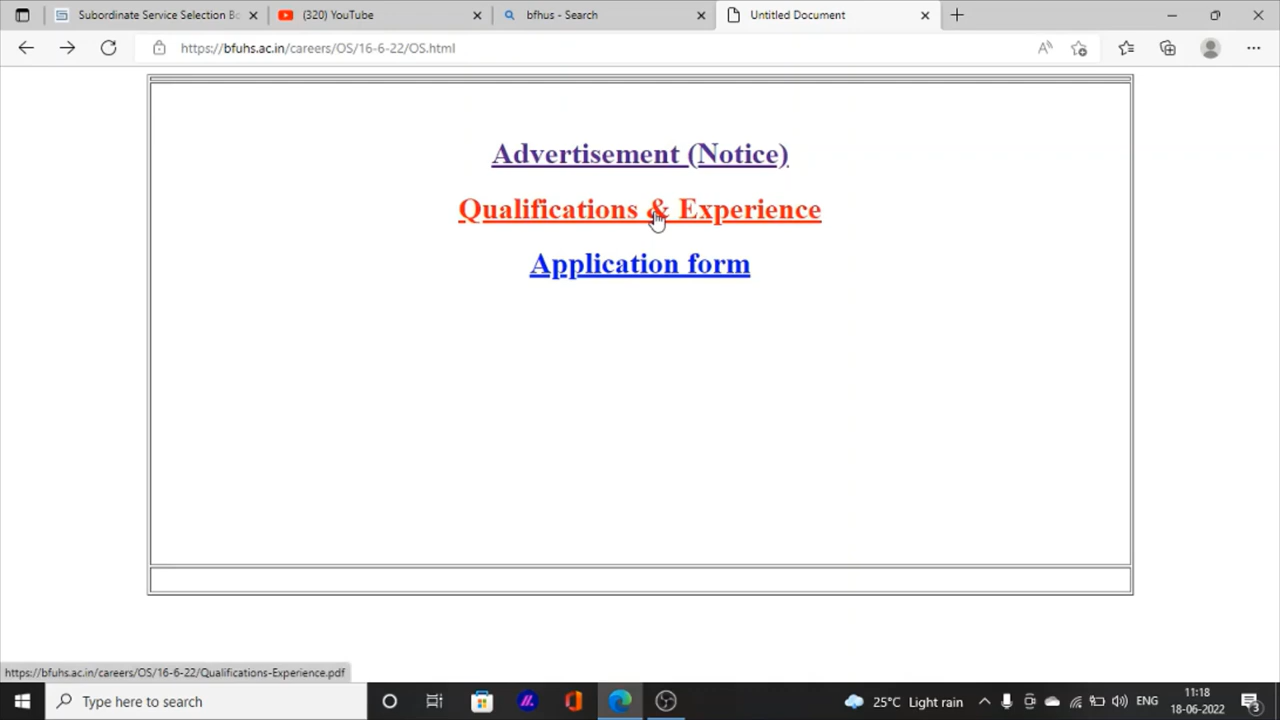 Subordinate Service Selection Bo
(320) YouTube
bfhus - Search
Untitled Document
https://bfuhs.ac.in/careers/OS/16-6-22/OS.html
Advertisement (Notice)
Qualifications & Experience
Application form
https://bfuhs.ac.in/careers/OS/16-6-22/Qualifications-Experience.pdf
Type here to search
25°C Light rain
ENG
11:18
18-06-2022
3